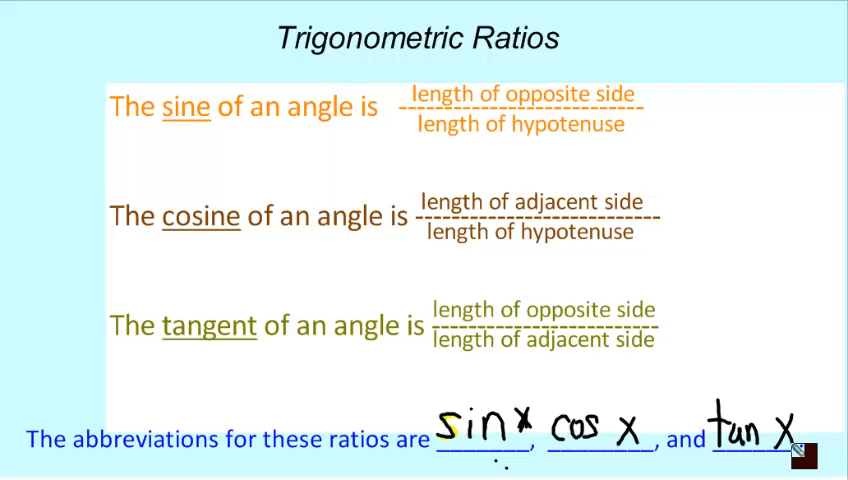 Trigonometric Ratios
The sine of an angle is length of opposite side
length of hypotenuse
The cosine of an angle is length of adjacent side
length of hypotenuse
The tangent of an angle is length of opposite side
length of adjacent side
The abbreviations for these ratios are sin x, cos x, and tan x